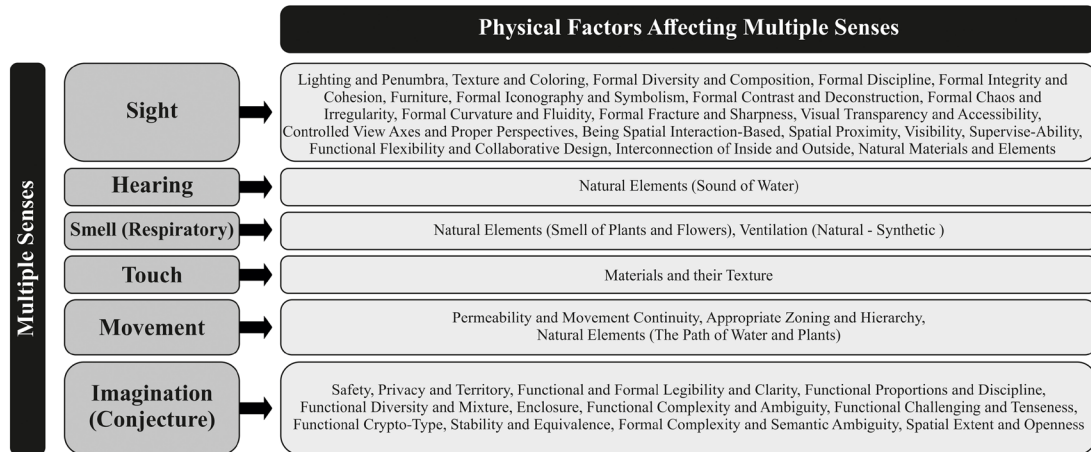 Physical Factors Affecting Multiple Senses
Multiple Senses
Sight
Lighting and Penumbra, Texture and Coloring, Formal Diversity and Composition, Formal Discipline, Formal Integrity and
Cohesion, Furniture, Formal Iconography and Symbolism, Formal Contrast and Deconstruction, Formal Chaos and
Irregularity, Formal Curvature and Fluidity, Formal Fracture and Sharpness, Visual Transparency and Accessibility,
Controlled View Axes and Proper Perspectives, Being Spatial Interaction-Based, Spatial Proximity, Visibility, Supervise-Ability,
Functional Flexibility and Collaborative Design, Interconnection of Inside and Outside, Natural Materials and Elements
Hearing
Natural Elements (Sound of Water)
Smell (Respiratory)
Natural Elements (Smell of Plants and Flowers), Ventilation (Natural - Synthetic )
Touch
Materials and their Texture
Movement
Permeability and Movement Continuity, Appropriate Zoning and Hierarchy,
Natural Elements (The Path of Water and Plants)
Imagination
(Conjecture)
Safety, Privacy and Territory, Functional and Formal Legibility and Clarity, Functional Proportions and Discipline,
Functional Diversity and Mixture, Enclosure, Functional Complexity and Ambiguity, Functional Challenging and Tenseness,
Functional Crypto-Type, Stability and Equivalence, Formal Complexity and Semantic Ambiguity, Spatial Extent and Openness